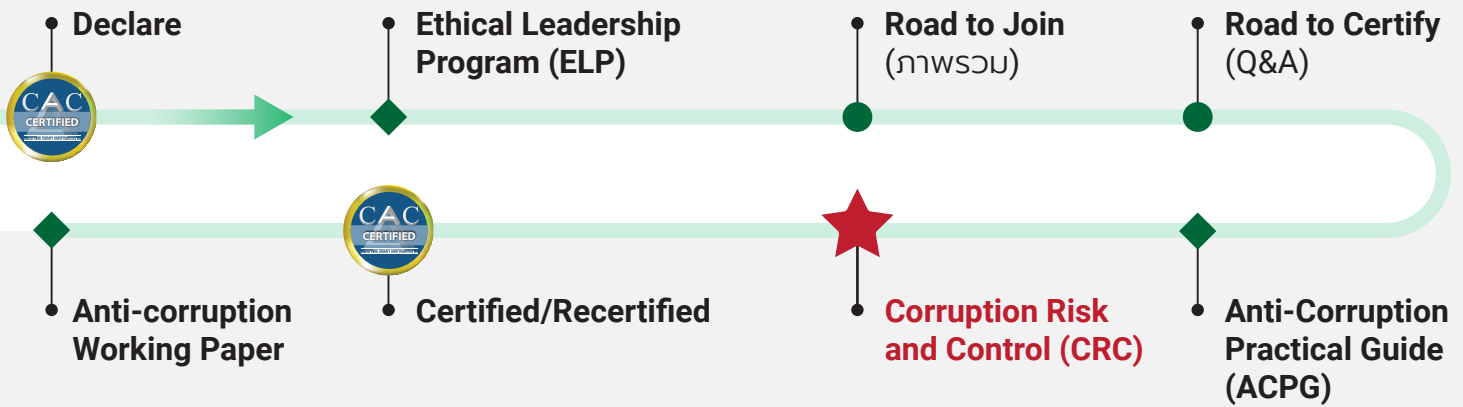 Declare
Ethical Leadership
Program (ELP)
Road to Join
(ภาพรวม)
Road to Certify
(Q&A)
CAC
CERTIFIED
CAC
CERTIFIED
Anti-corruption
Working Paper
Certified/Recertified
Corruption Risk
and Control (CRC)
Anti-Corruption
Practical Guide
(ACPG)